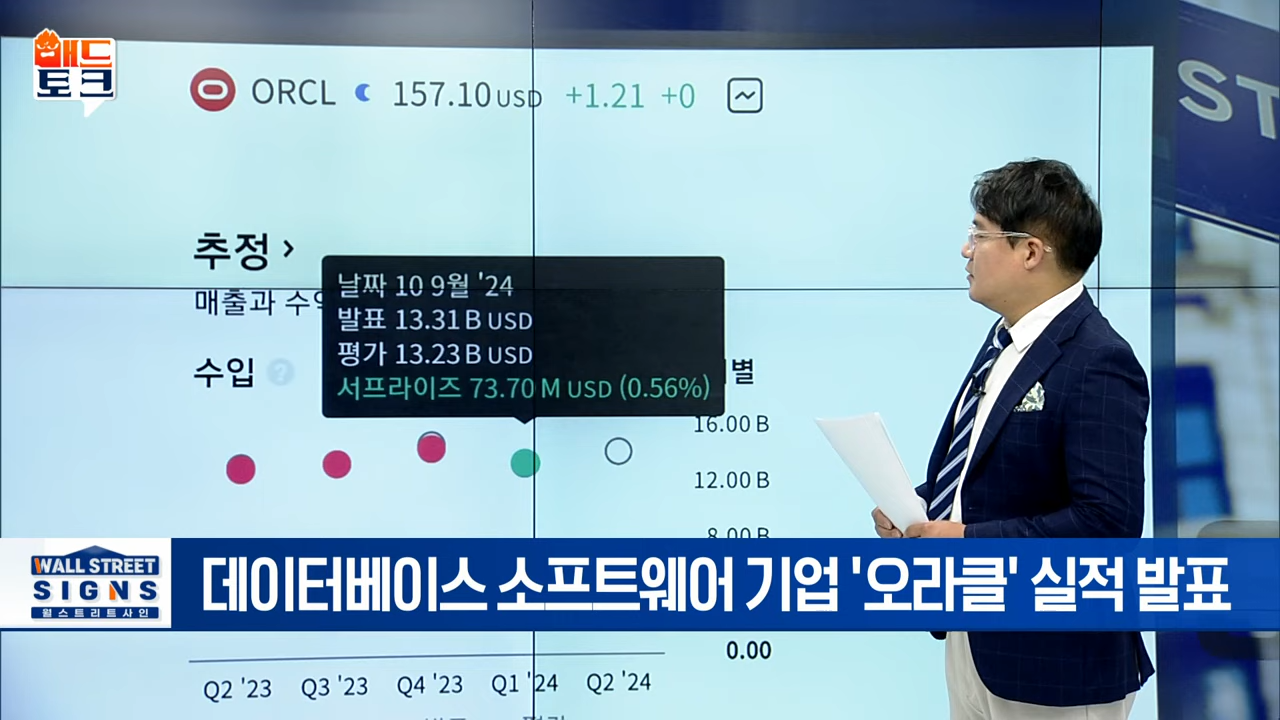 매드
토크
ORCL 157.10 USD +1.21 +0
ST
추정 ›
매출과 수익
날짜 10 9월 '24
발표 13.31 B USD
평가 13.23 B USD
서프라이즈 73.70 M USD (0.56%)
수입 ?
별
16.00 B
12.00 B
8.00 B
WALL STREET
SIGNS
월스트리트사인
데이터베이스 소프트웨어 기업 '오라클' 실적 발표
0.00
Q2 '23 Q3 '23 Q4 '23 Q1 '24 Q2 '24